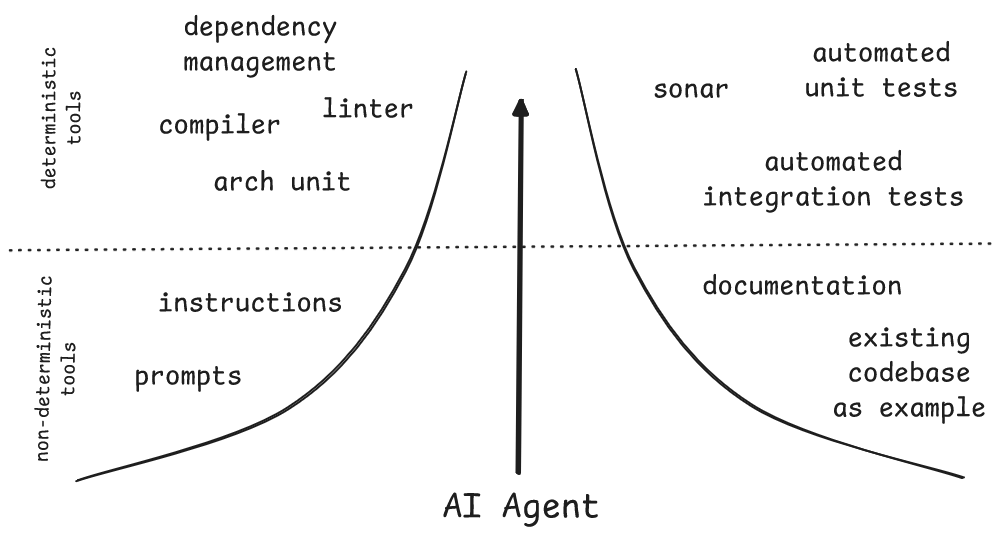 dependency
management
linter
compiler
arch unit
deterministic
tools
sonar
automated
unit tests
automated
integration tests
instructions
prompts
non-deterministic
tools
documentation
existing
codebase
as example
AI Agent